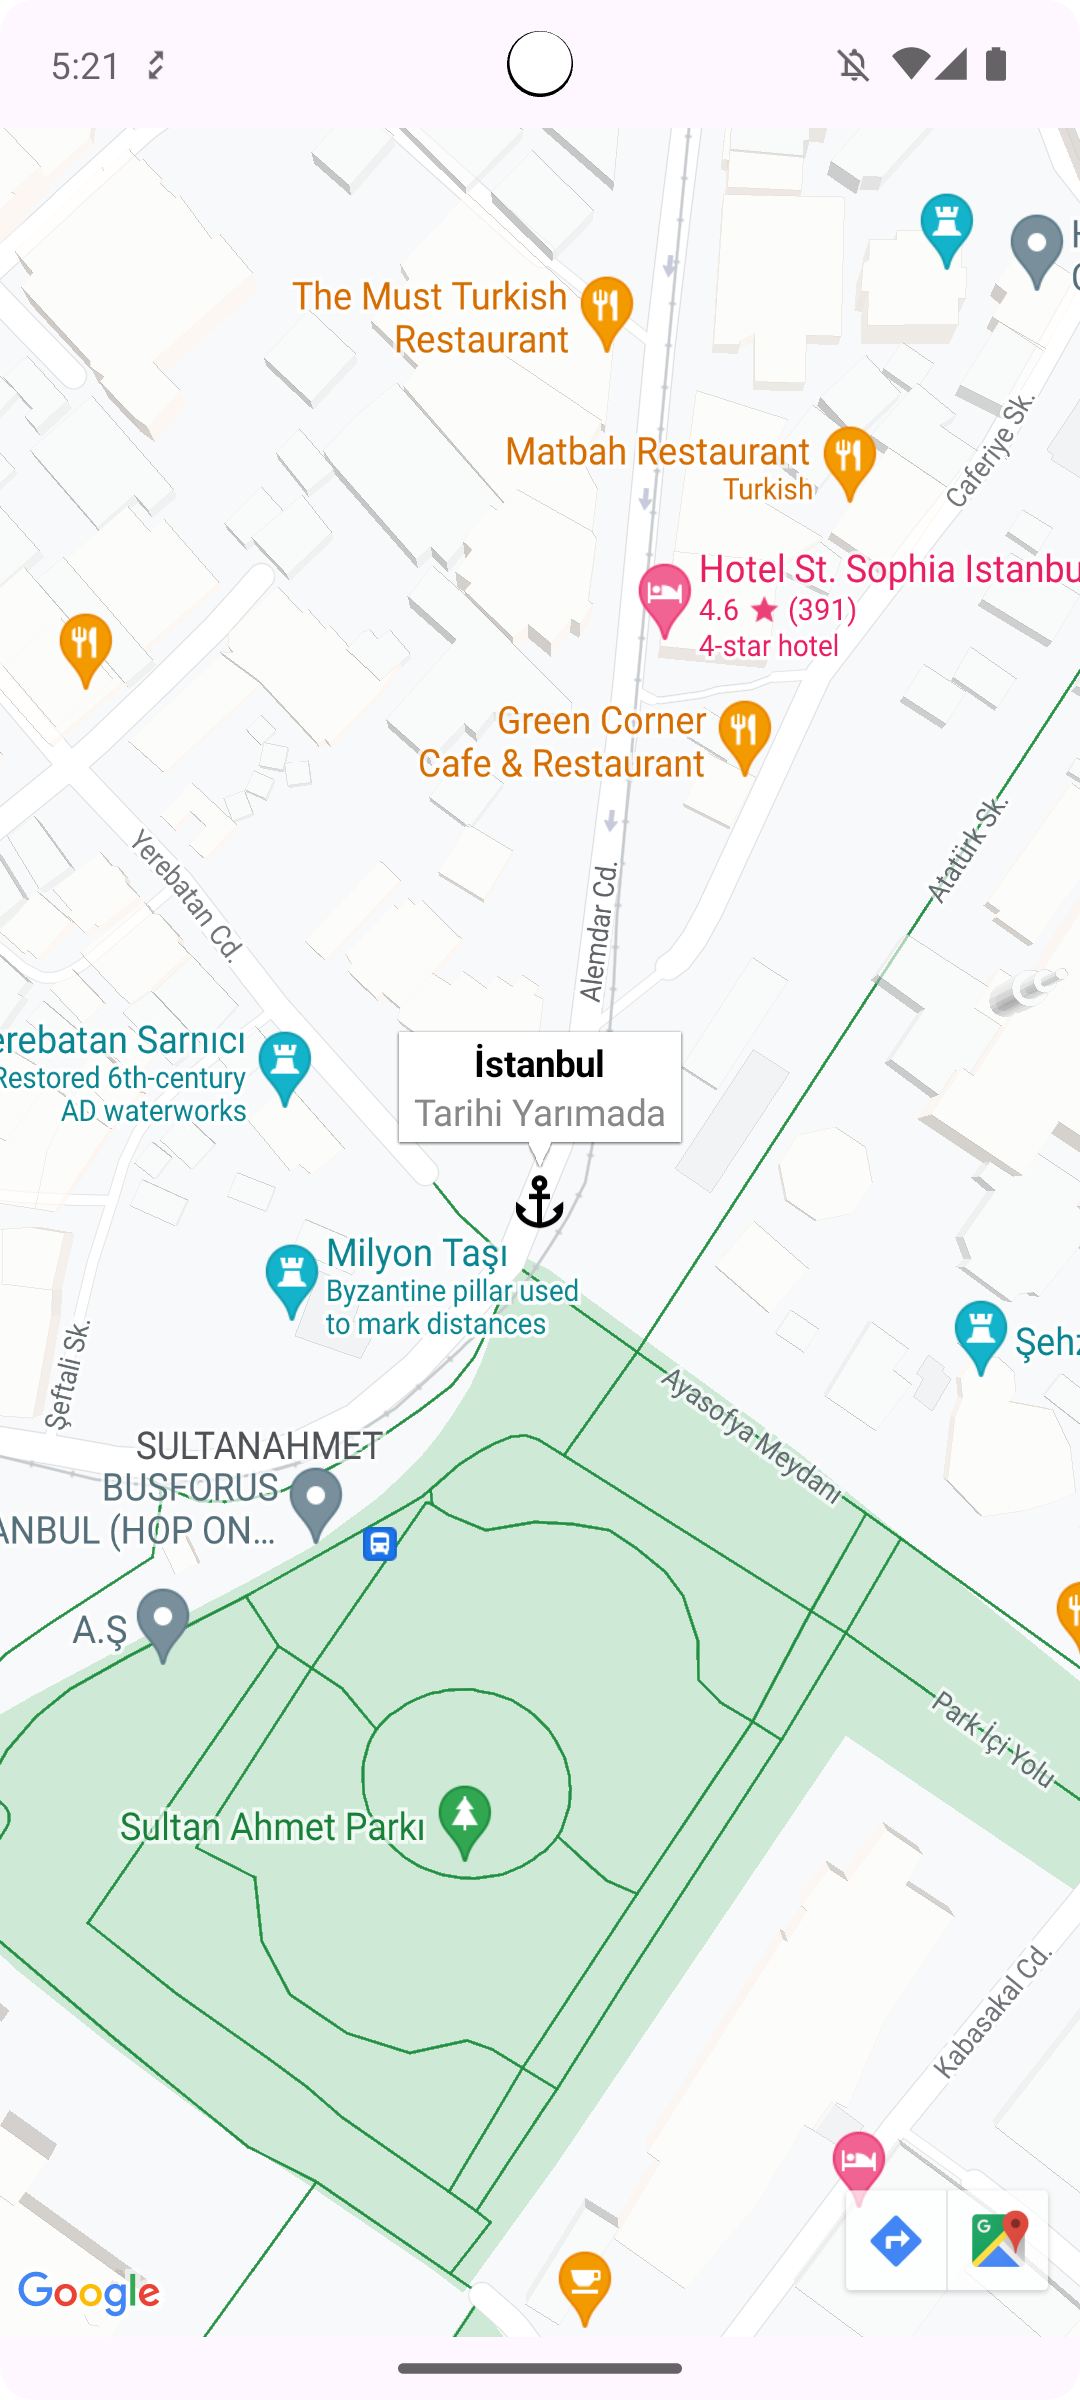 5:21
H
The Must Turkish
Restaurant
Matbah Restaurant
Turkish
Caferiye Sk.
Hotel St. Sophia Istanbu
4.6 ★ (391)
4-star hotel
Green Corner
Cafe & Restaurant
Atatürk Sk.
Yerebatan Cd.
Alemdar Cd.
erebatan Sarnıcı
Restored 6th-century
AD waterworks
İstanbul
Tarihi Yarımada
Milyon Taşı
Byzantine pillar used
to mark distances
Şehz
Şeftali Sk.
Ayasofya Meydanı
SULTANAHMET
BUSFORUS
ANBUL (HOP ON...
A.Ş
Park İçi Yolu
Sultan Ahmet Parkı
Kabasakal Cd.
G
Google